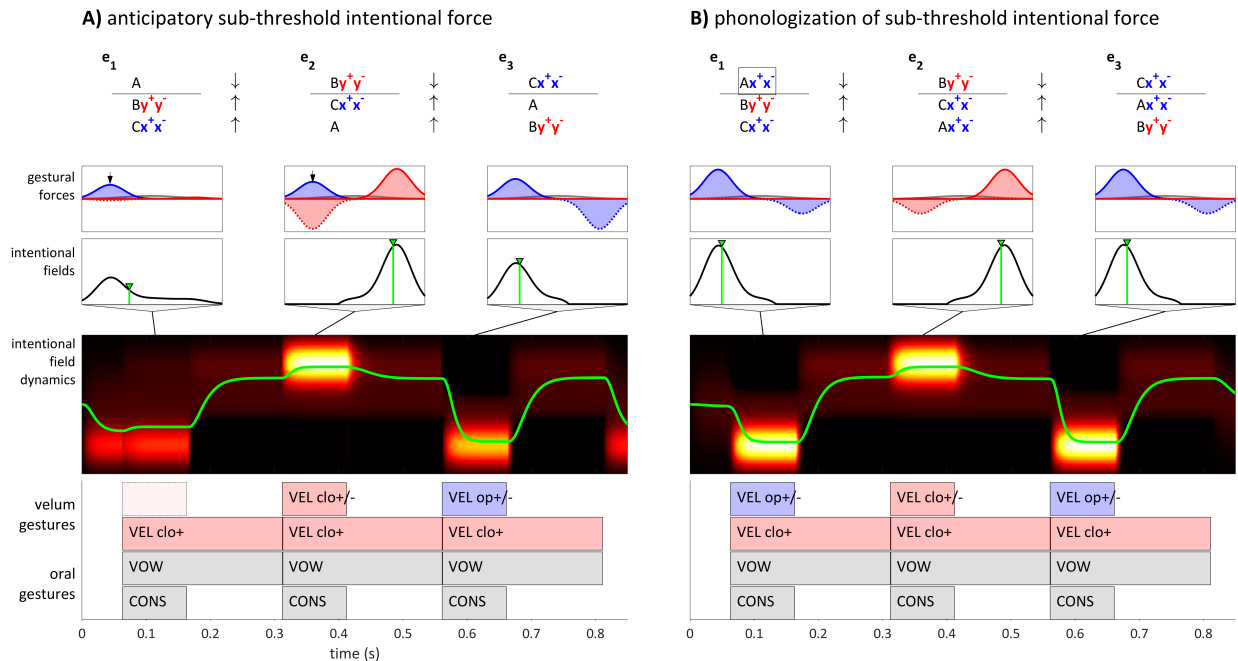 A) anticipatory sub-threshold intentional force
e1 e2 e3
A ↓ By+y- ↓ Cx+x-
By+y- ↑ Cx+x- ↑ A
Cx+x- ↑ A ↑ By+y-
gestural
forces
intentional
fields
intentional
field
dynamics
velum
gestures
VEL clo+/- VEL op+/-
VEL clo+ VEL clo+ VEL clo+
oral
gestures
VOW VOW VOW
CONS CONS CONS
0 0.1 0.2 0.3 0.4 0.5 0.6 0.7 0.8
time (s)
B) phonologization of sub-threshold intentional force
e1 e2 e3
Ax+x- ↓ By+y- ↓ Cx+x-
By+y- ↑ Cx+x- ↑ Ax+x-
Cx+x- ↑ Ax+x- ↑ By+y-
VEL op+/- VEL clo+/- VEL op+/-
VEL clo+ VEL clo+ VEL clo+
VOW VOW VOW
CONS CONS CONS
0 0.1 0.2 0.3 0.4 0.5 0.6 0.7 0.8